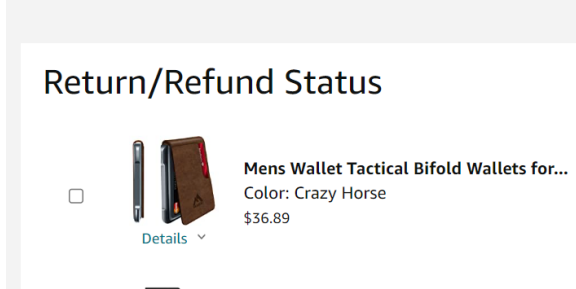 Return/Refund Status
Mens Wallet Tactical Bifold Wallets for...
Color: Crazy Horse
$36.89
Details